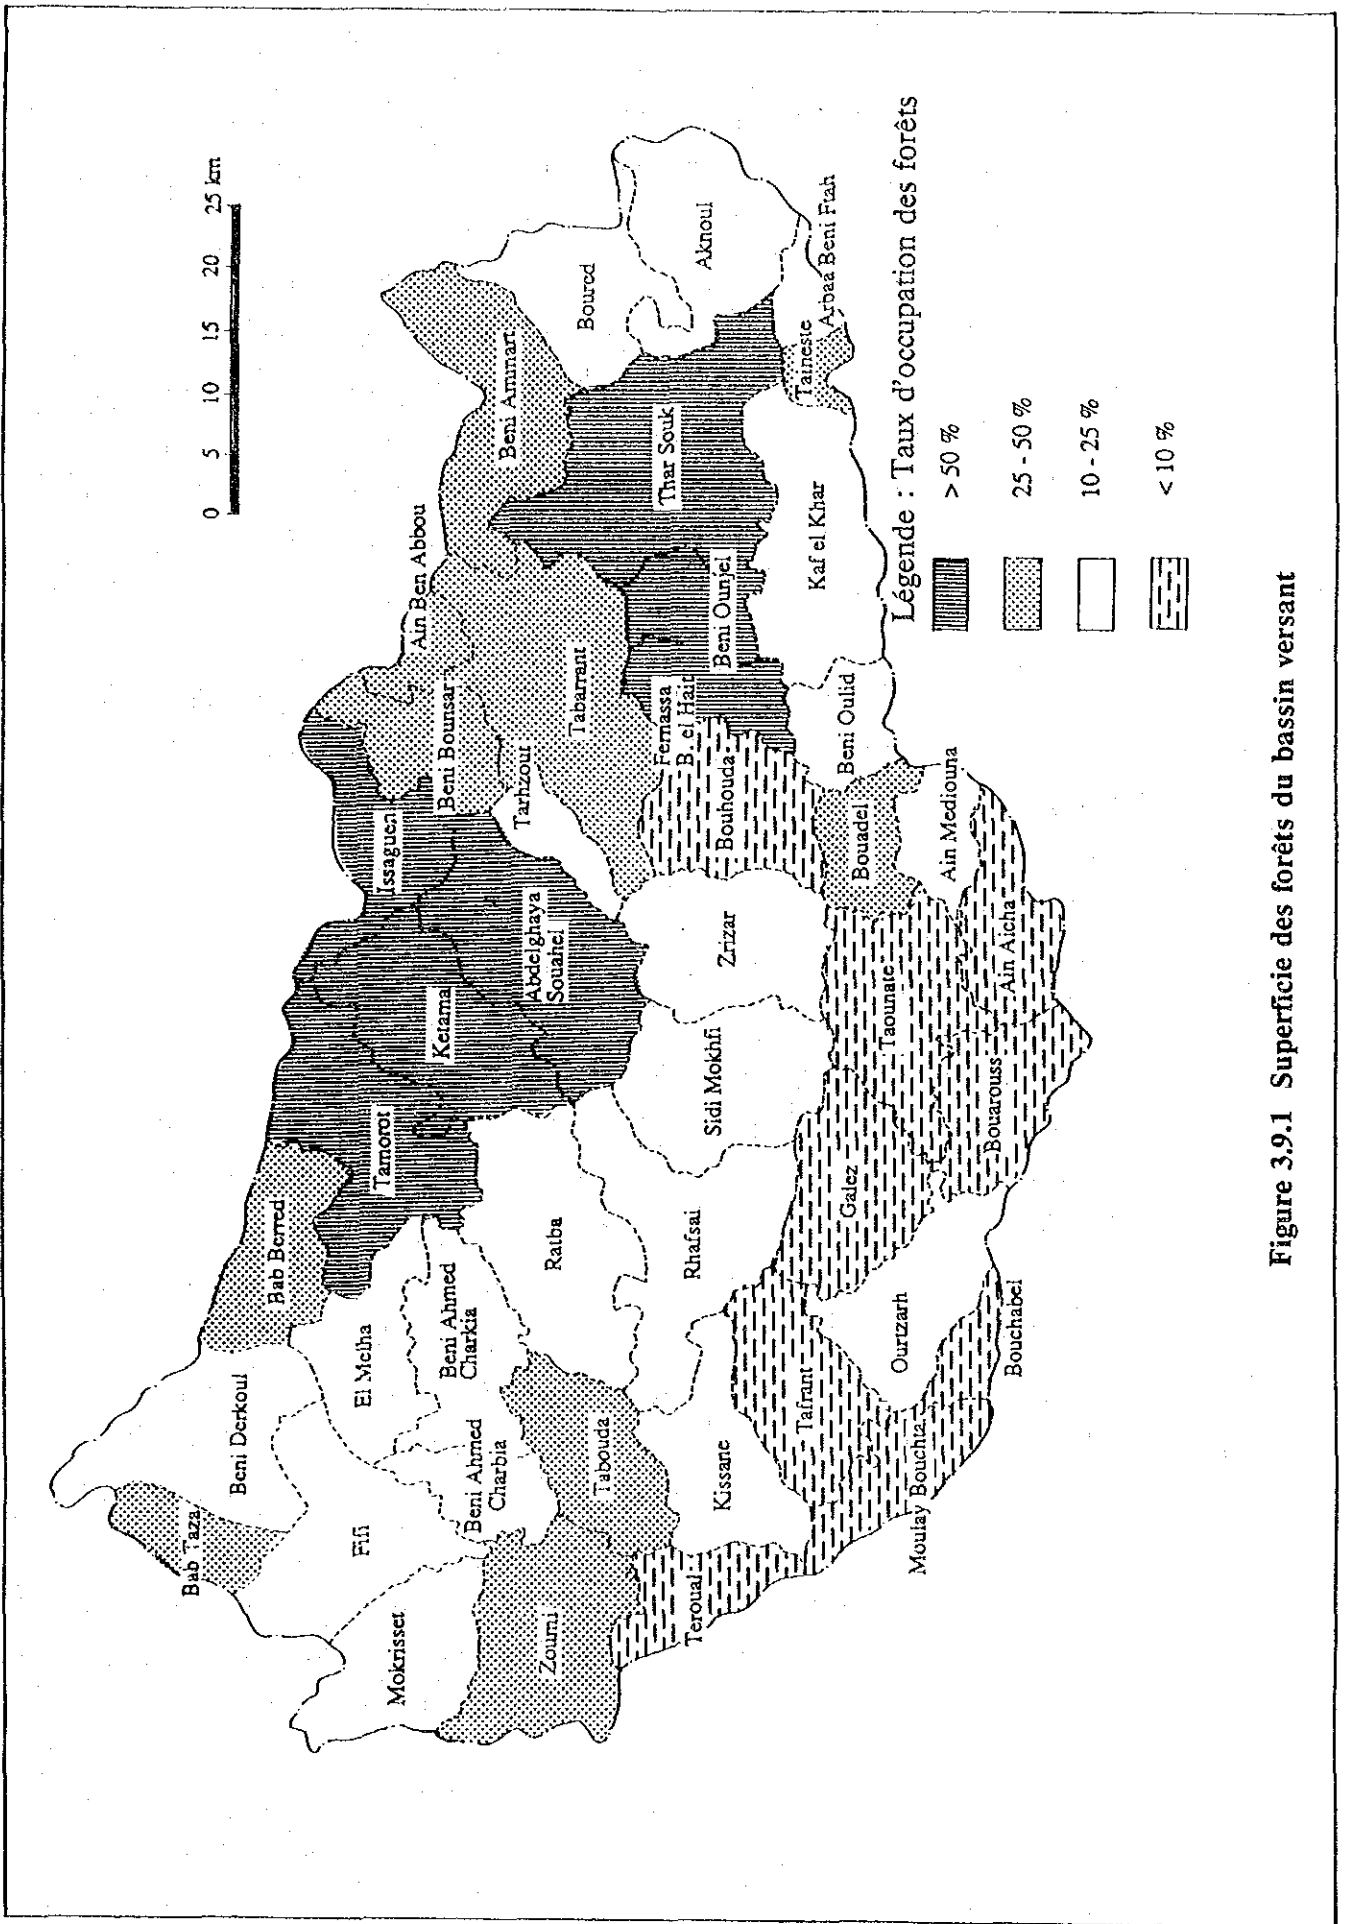 0 5 10 15 20 25 km
Bab Taza
Beni Derkoul
Bab Berred
Fifi
El Melha
Tamorot
Issaguen
Ain Ben Abbou
Mokrisset
Beni Ahmed
Charbia
Beni Ahmed
Charkia
Ketama
Beni Bounsar
Beni Ammart
Zoumi
Tabouda
Ratba
Abdelghaya
Souahel
Tarhzout
Tabarrant
Boured
Teroual
Kissane
Rhafsai
Sidi Mokhfi
Zrizar
Bouhouda
Fernassa
B. el Hait
Beni Ounjel
Thar Souk
Aknoul
Tafrant
Galez
Taounate
Bouadel
Beni Oulid
Kaf el Khar
Taineste
Arbaa Beni Ftah
Moulay Bouchta
Ourtzarh
Bouarouss
Ain Aicha
Ain Mediouna
Bouchabel
Légende : Taux d'occupation des forêts
> 50 %
25 - 50 %
10 - 25 %
< 10 %
Figure 3.9.1 Superficie des forêts du bassin versant